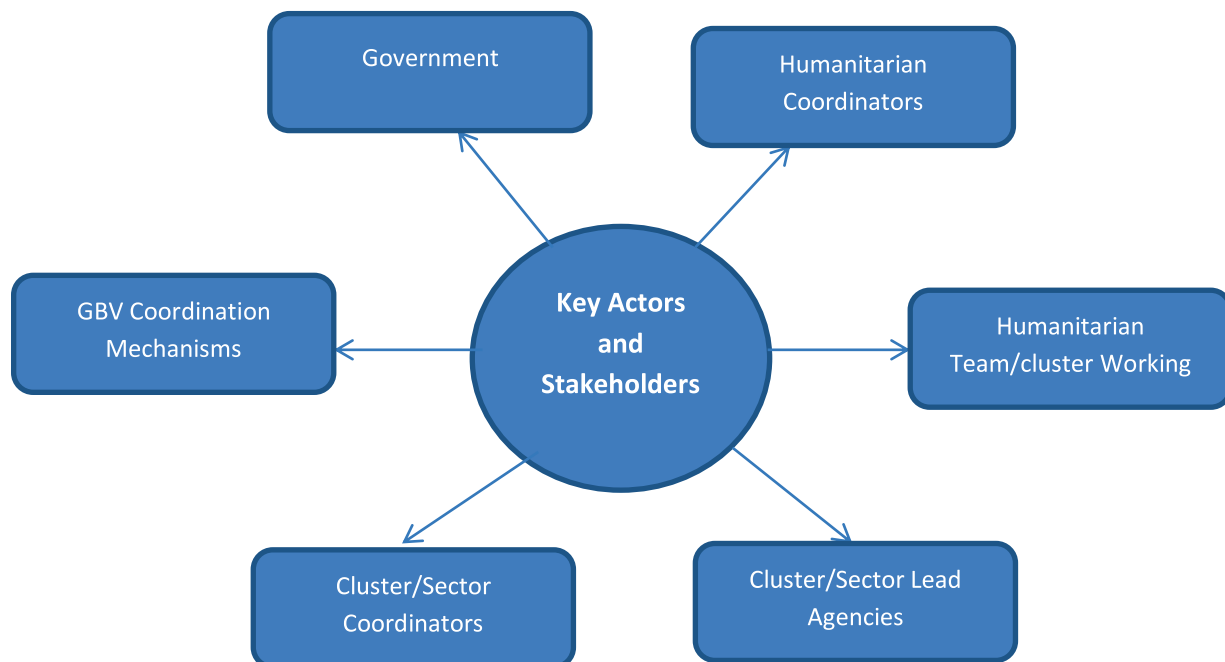 Government
Humanitarian
Coordinators
GBV Coordination
Mechanisms
Key Actors
and
Stakeholders
Humanitarian
Team/cluster Working
Cluster/Sector
Coordinators
Cluster/Sector Lead
Agencies